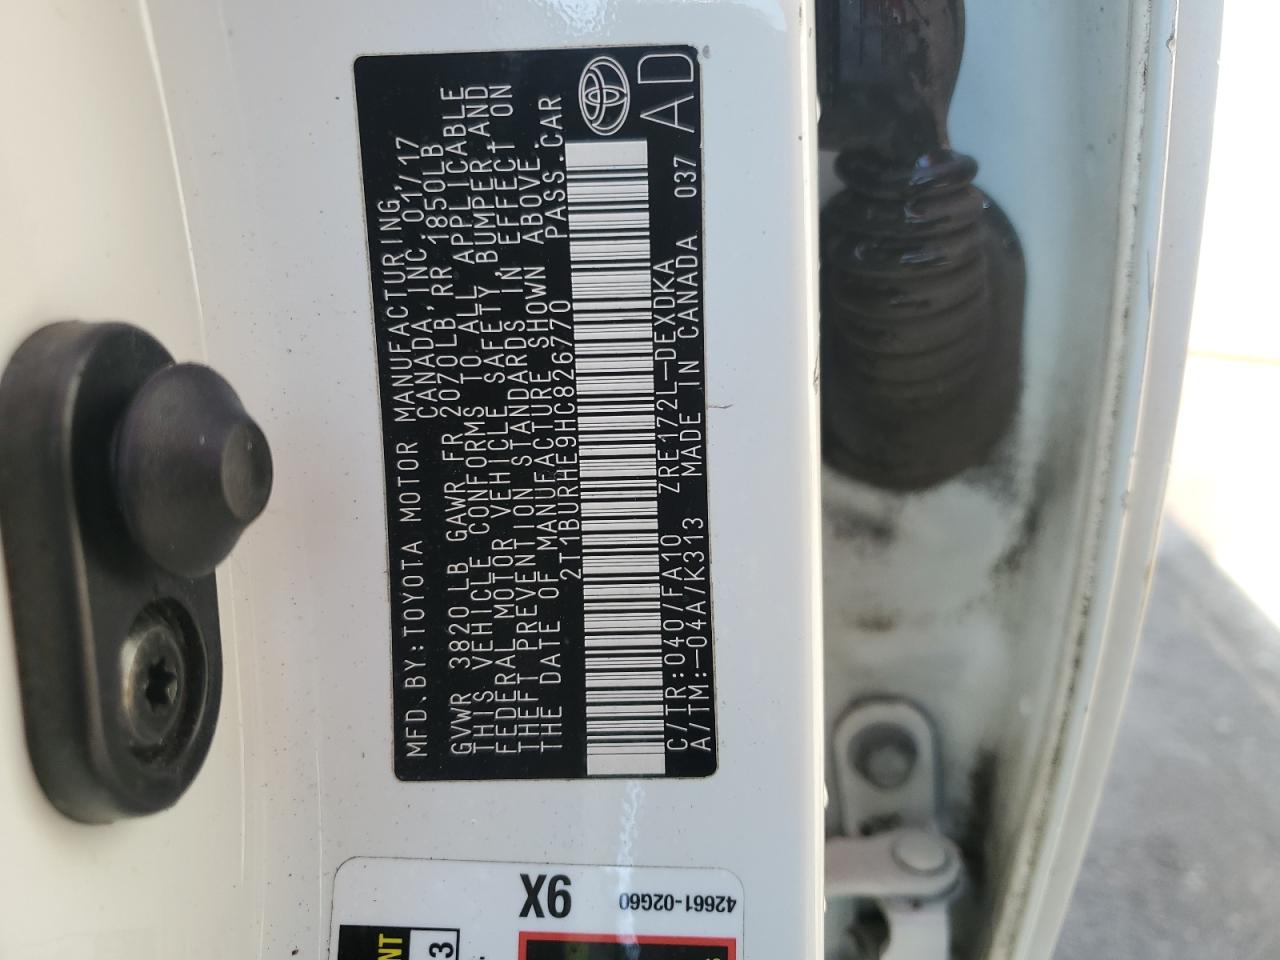 MFD.BY:TOYOTA MOTOR MANUFACTURING,
CANADA,INC. 01/17
GVWR 3820 LB GAWR FR 2070LB,RR 1850LB.
THIS VEHICLE CONFORMS TO ALL APPLICABLE
FEDERAL MOTOR VEHICLE SAFETY,BUMPER,AND
THEFT PREVENTION STANDARDS IN EFFECT ON
THE DATE OF MANUFACTURE SHOWN ABOVE.
2T1BURHE9HC826770 PASS.CAR
C/TR:040/FA10 ZRE172L-DEXDKA
A/TM:-04A/K313 MADE IN CANADA 037
AD
9X
42661-02G60
NT
3